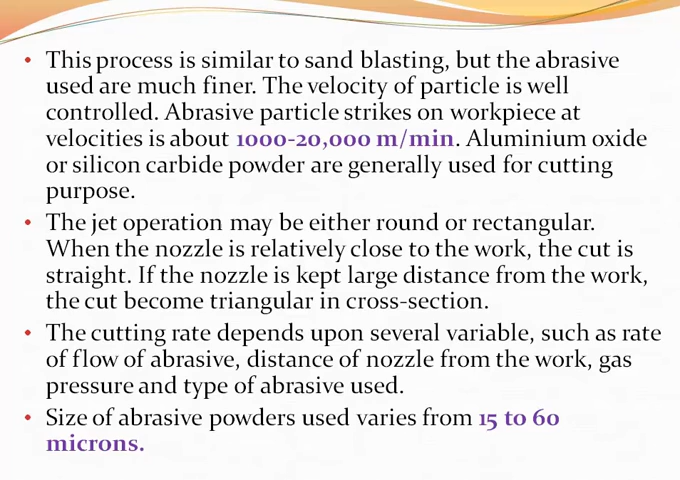 • This process is similar to sand blasting, but the abrasive
used are much finer. The velocity of particle is well
controlled. Abrasive particle strikes on workpiece at
velocities is about 1000-20,000 m/min. Aluminium oxide
or silicon carbide powder are generally used for cutting
purpose.
• The jet operation may be either round or rectangular.
When the nozzle is relatively close to the work, the cut is
straight. If the nozzle is kept large distance from the work,
the cut become triangular in cross-section.
• The cutting rate depends upon several variable, such as rate
of flow of abrasive, distance of nozzle from the work, gas
pressure and type of abrasive used.
• Size of abrasive powders used varies from 15 to 60
microns.